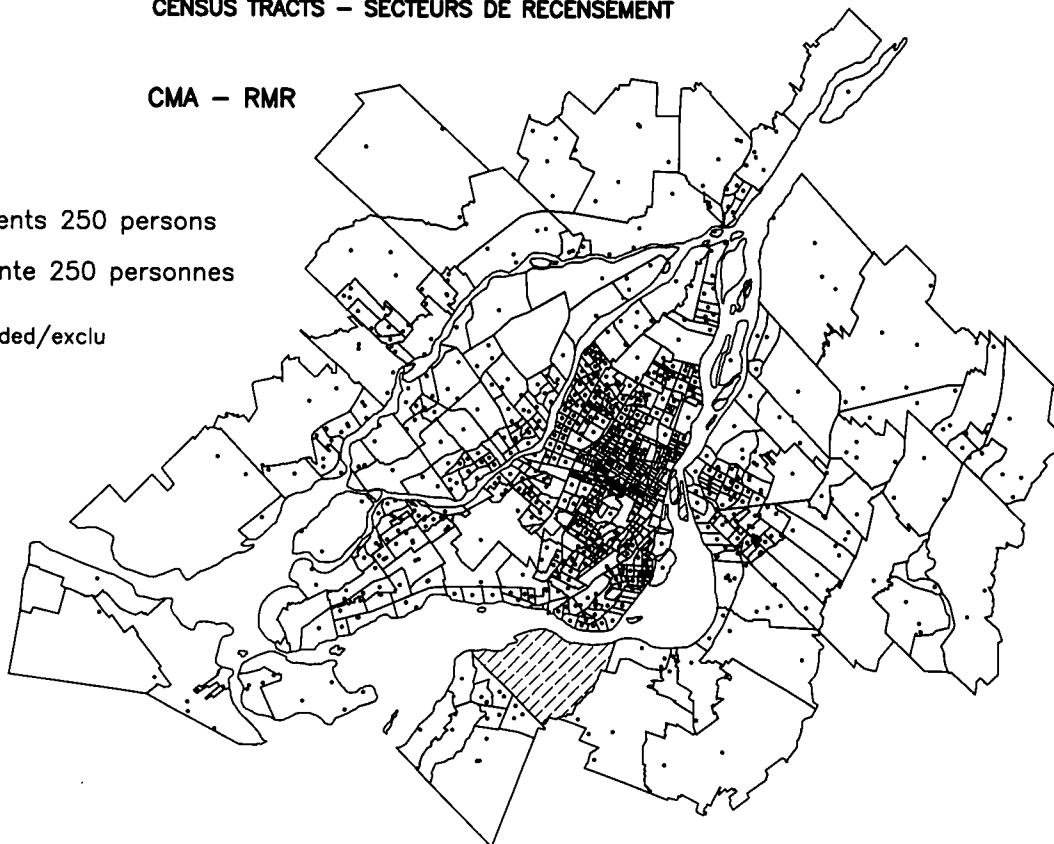 CENSUS TRACTS – SECTEURS DE RECENSEMENT
CMA – RMR
ents 250 persons
nte 250 personnes
ded/exclu